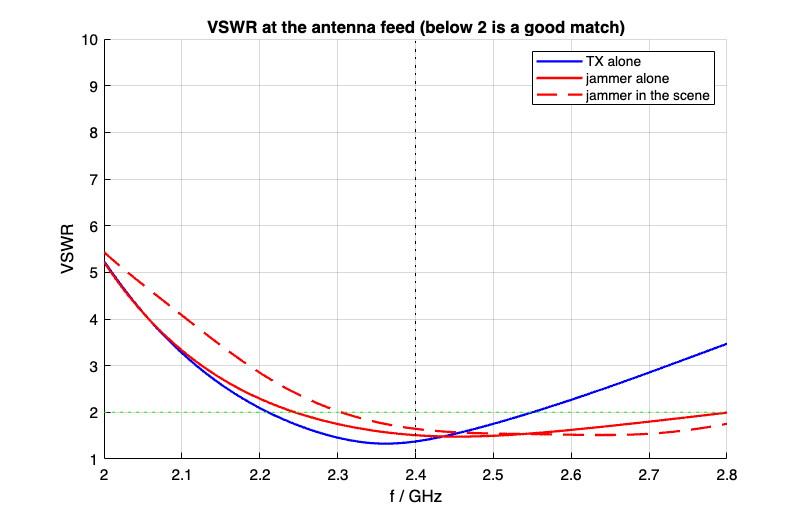 VSWR at the antenna feed (below 2 is a good match)
10
9
8
7
6
5
4
3
2
1
VSWR
TX alone
jammer alone
jammer in the scene
2 2.1 2.2 2.3 2.4 2.5 2.6 2.7 2.8
f / GHz